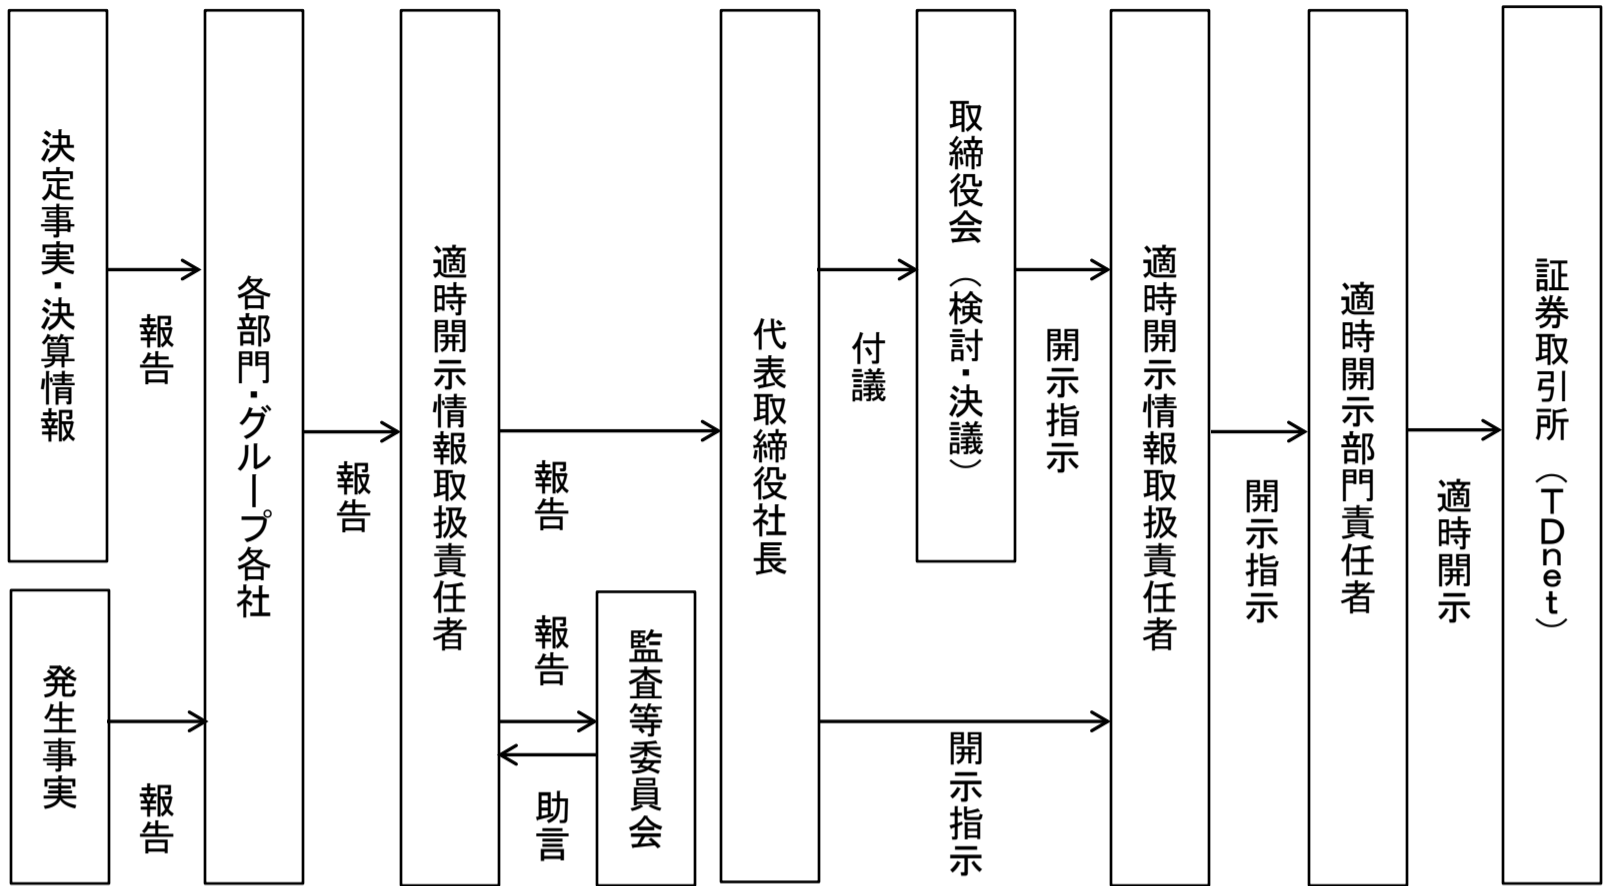 決定事実・決算情報
報告
発生事実
報告
各部門・グループ各社
報告
適時開示情報取扱責任者
報告
報告
助言
監査等委員会
代表取締役社長
付議
取締役会（検討・決議）
開示指示
開示指示
適時開示情報取扱責任者
開示指示
適時開示部門責任者
適時開示
証券取引所（TDnet）